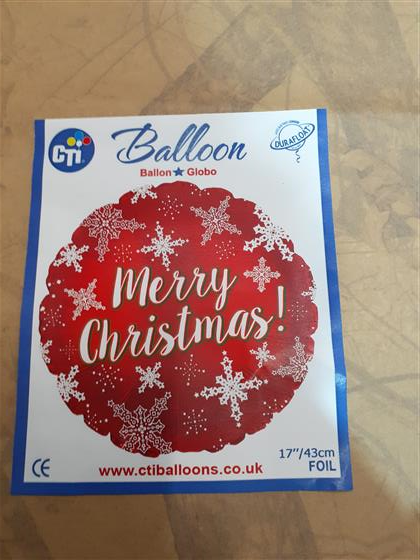 CTI
Balloon
Ballon ★ Globo
DURAFLOAT
Merry
Christmas!
17"/43cm
FOIL
CE
www.ctiballoons.co.uk